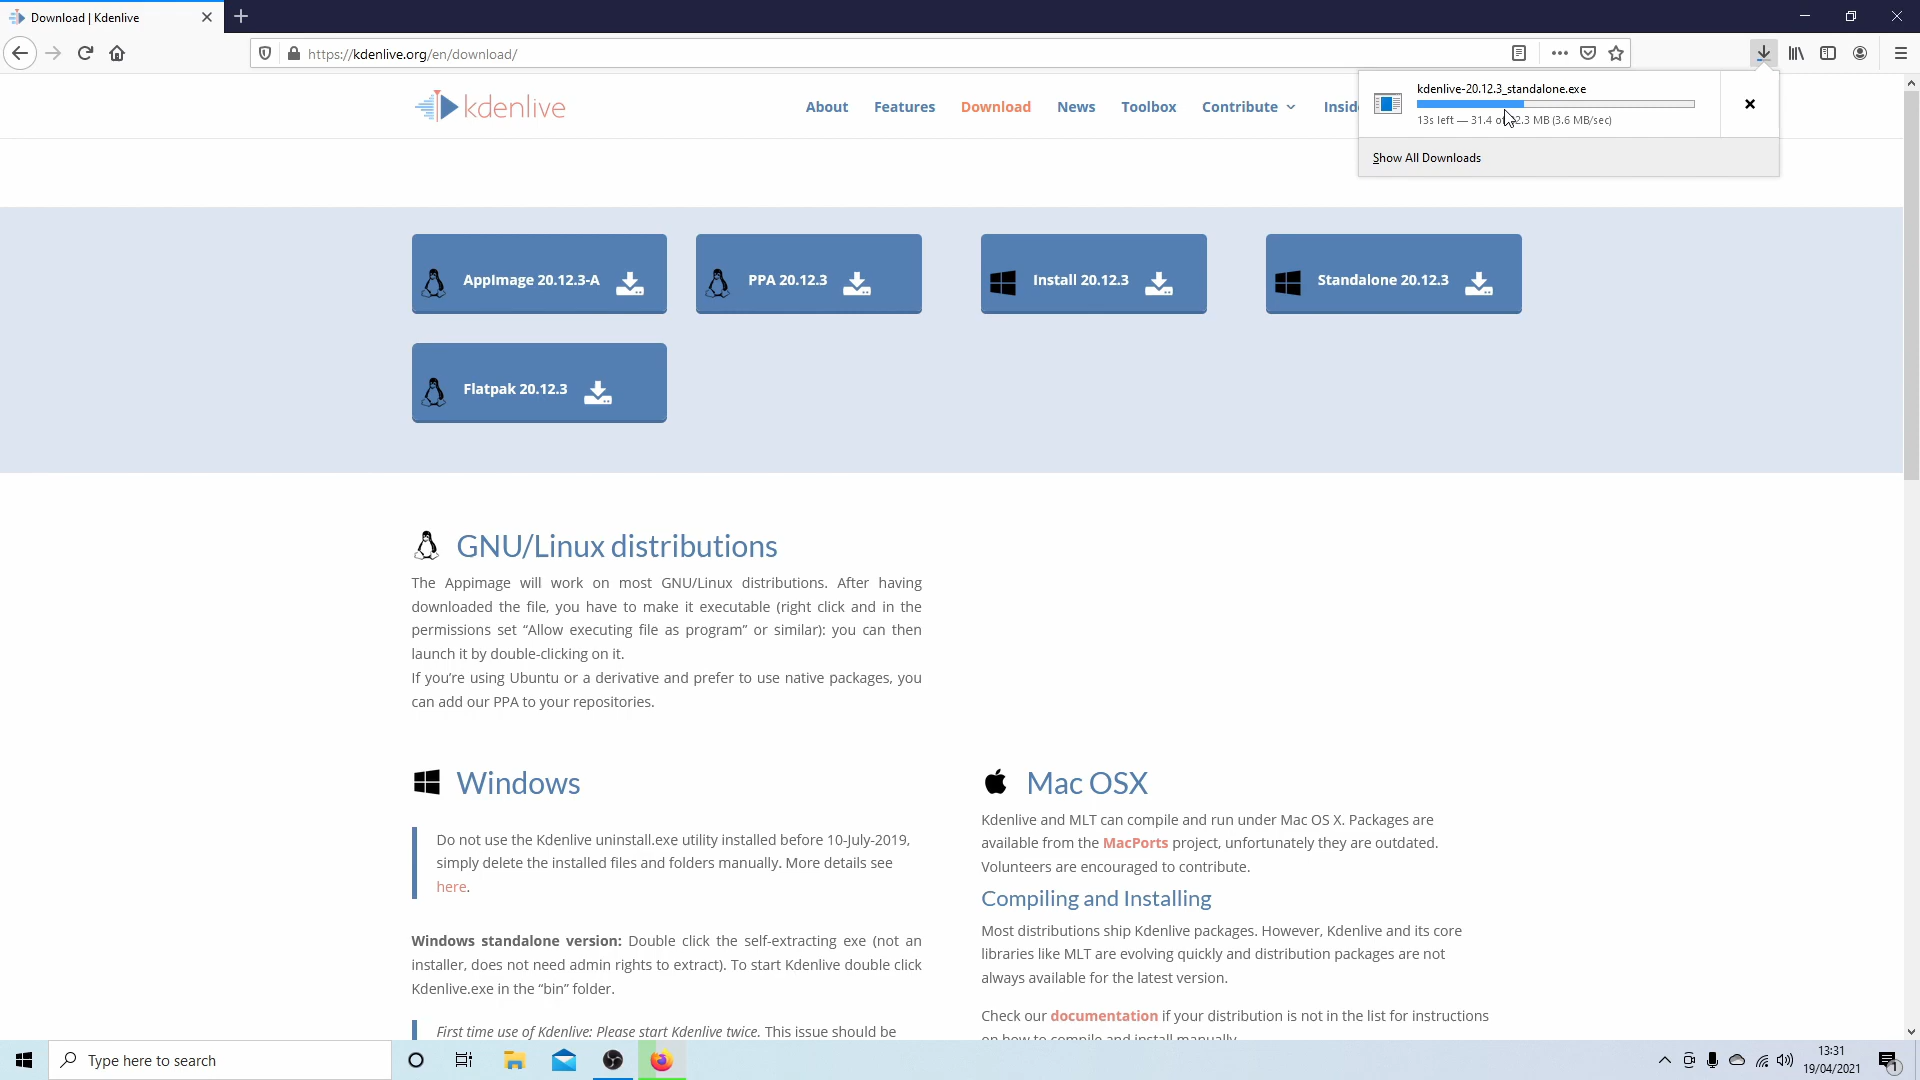 Download | Kdenlive
https://kdenlive.org/en/download/
kdenlive-20.12.3_standalone.exe
13s left — 31.4 2.3 MB (3.6 MB/sec)
Show All Downloads
kdenlive
About
Features
Download
News
Toolbox
Contribute
AppImage 20.12.3-A
PPA 20.12.3
Install 20.12.3
Standalone 20.12.3
Flatpak 20.12.3
GNU/Linux distributions
The Appimage will work on most GNU/Linux distributions. After having
downloaded the file, you have to make it executable (right click and in the
permissions set “Allow executing file as program” or similar): you can then
launch it by double-clicking on it.
If you’re using Ubuntu or a derivative and prefer to use native packages, you
can add our PPA to your repositories.
Windows
Do not use the Kdenlive uninstall.exe utility installed before 10-July-2019,
simply delete the installed files and folders manually. More details see
here.
Windows standalone version: Double click the self-extracting exe (not an
installer, does not need admin rights to extract). To start Kdenlive double click
Kdenlive.exe in the “bin” folder.
First time use of Kdenlive: Please start Kdenlive twice. This issue should be
Mac OSX
Kdenlive and MLT can compile and run under Mac OS X. Packages are
available from the MacPorts project, unfortunately they are outdated.
Volunteers are encouraged to contribute.
Compiling and Installing
Most distributions ship Kdenlive packages. However, Kdenlive and its core
libraries like MLT are evolving quickly and distribution packages are not
always available for the latest version.
Check our documentation if your distribution is not in the list for instructions
on how to compile and install manually.
Type here to search
13:31
19/04/2021
1